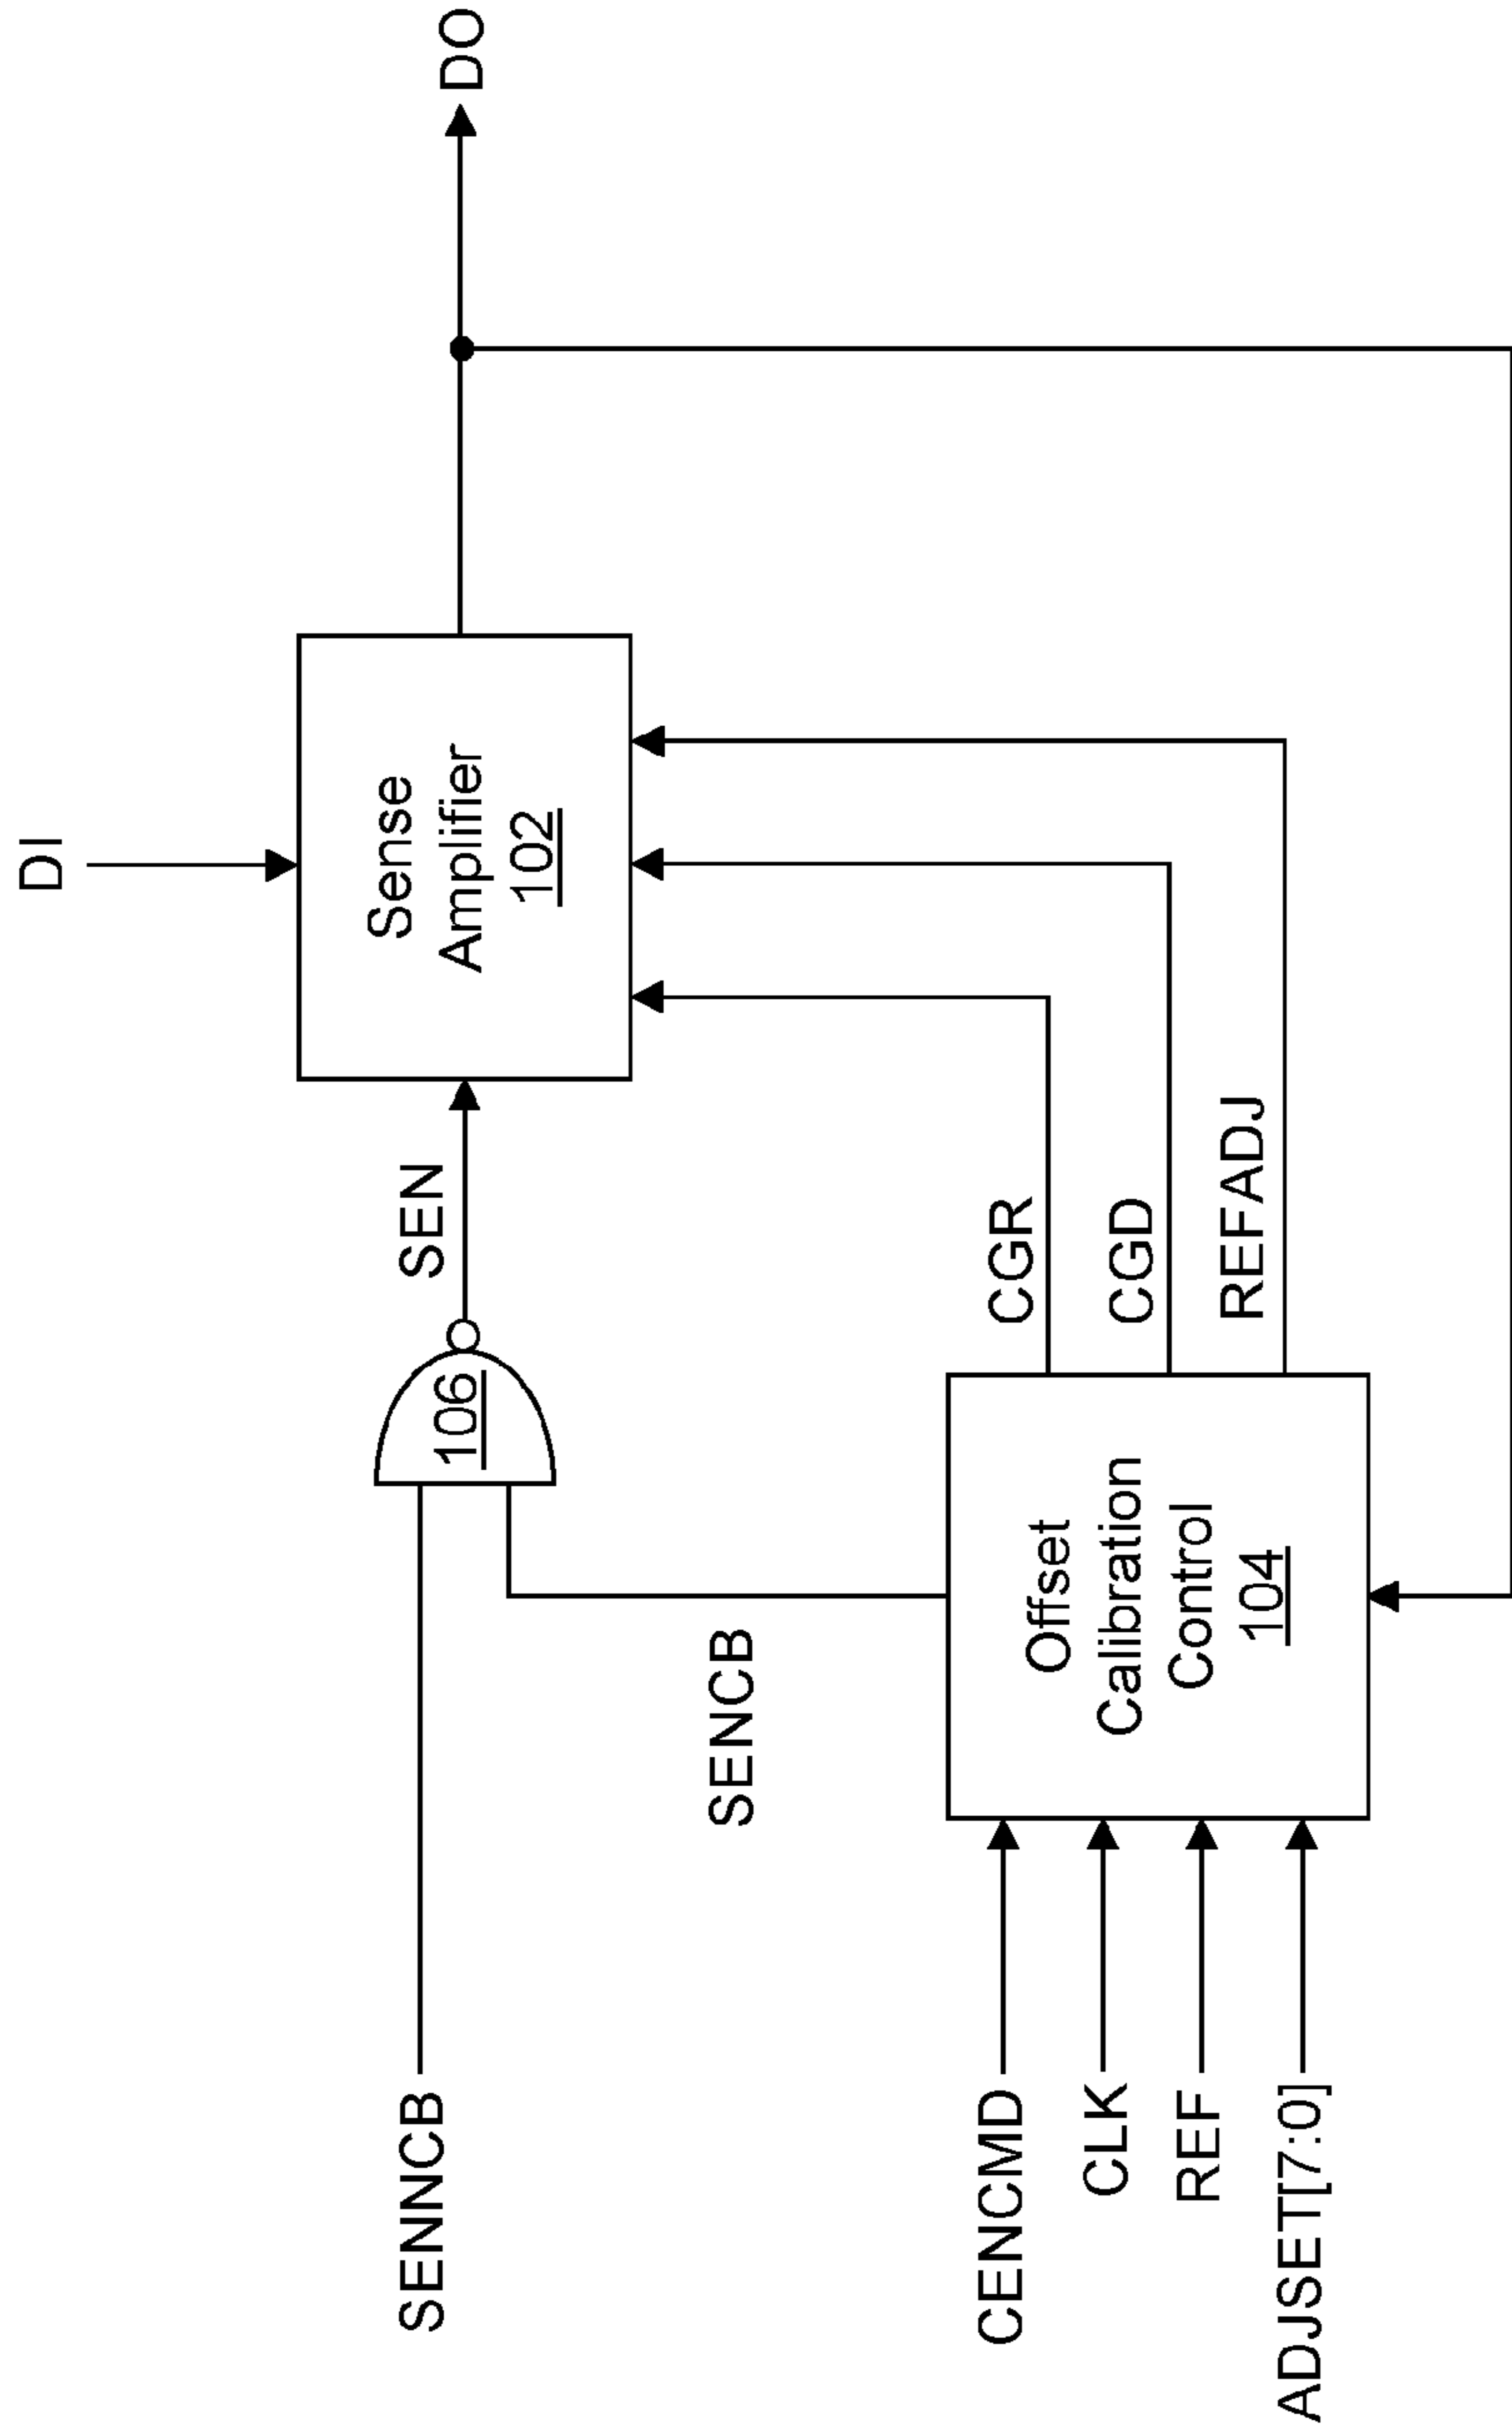 DI
Sense
Amplifier
102
DO
SENNCB
106
SEN
SENCB
CGR
CGD
REFADJ
CENCMD
CLK
REF
ADJSET[7:0]
Offset
Calibration
Control
104